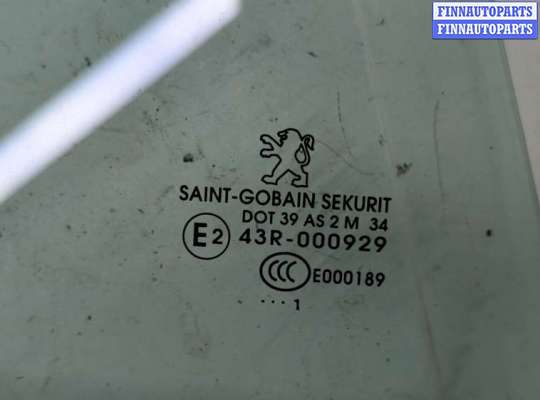 FINNAUTOPARTS
FINNAUTOPARTS
SAINT-GOBAIN SEKURIT
DOT 39 AS 2 M 34
E2 43R-000929
CCC E000189
··· 1